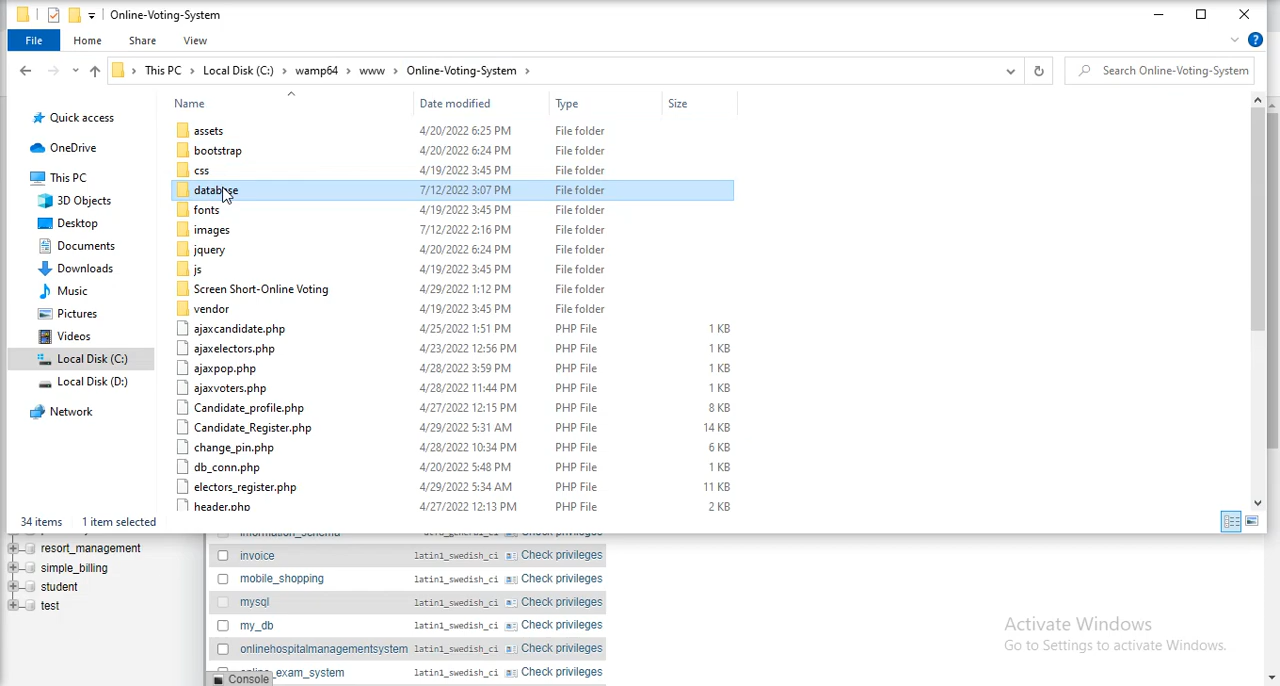 Online-Voting-System
File Home Share View
This PC Local Disk (C:) wamp64 www Online-Voting-System
Search Online-Voting-System
Name Date modified Type Size
Quick access
OneDrive
This PC
3D Objects
Desktop
Documents
Downloads
Music
Pictures
Videos
Local Disk (C:)
Local Disk (D:)
Network
assets 4/20/2022 6:25 PM File folder
bootstrap 4/20/2022 6:24 PM File folder
css 4/19/2022 3:45 PM File folder
database 7/12/2022 3:07 PM File folder
fonts 4/19/2022 3:45 PM File folder
images 7/12/2022 2:16 PM File folder
jquery 4/20/2022 6:24 PM File folder
js 4/19/2022 3:45 PM File folder
Screen Short-Online Voting 4/29/2022 1:12 PM File folder
vendor 4/19/2022 3:45 PM File folder
ajaxcandidate.php 4/25/2022 1:51 PM PHP File 1 KB
ajaxelectors.php 4/23/2022 12:56 PM PHP File 1 KB
ajaxpop.php 4/28/2022 3:59 PM PHP File 1 KB
ajaxvoters.php 4/28/2022 11:44 PM PHP File 1 KB
Candidate_profile.php 4/27/2022 12:15 PM PHP File 8 KB
Candidate_Register.php 4/29/2022 5:31 AM PHP File 14 KB
change_pin.php 4/28/2022 10:34 PM PHP File 6 KB
db_conn.php 4/20/2022 5:48 PM PHP File 1 KB
electors_register.php 4/29/2022 5:34 AM PHP File 11 KB
header.php 4/27/2022 12:13 PM PHP File 2 KB
34 items 1 item selected
resort_management
simple_billing
student
test
information_schema
invoice latin1_swedish_ci Check privileges
mobile_shopping latin1_swedish_ci Check privileges
mysql latin1_swedish_ci Check privileges
my_db latin1_swedish_ci Check privileges
onlinehospitalmanagementsystem latin1_swedish_ci Check privileges
online_exam_system latin1_swedish_ci Check privileges
Console
Activate Windows
Go to Settings to activate Windows.